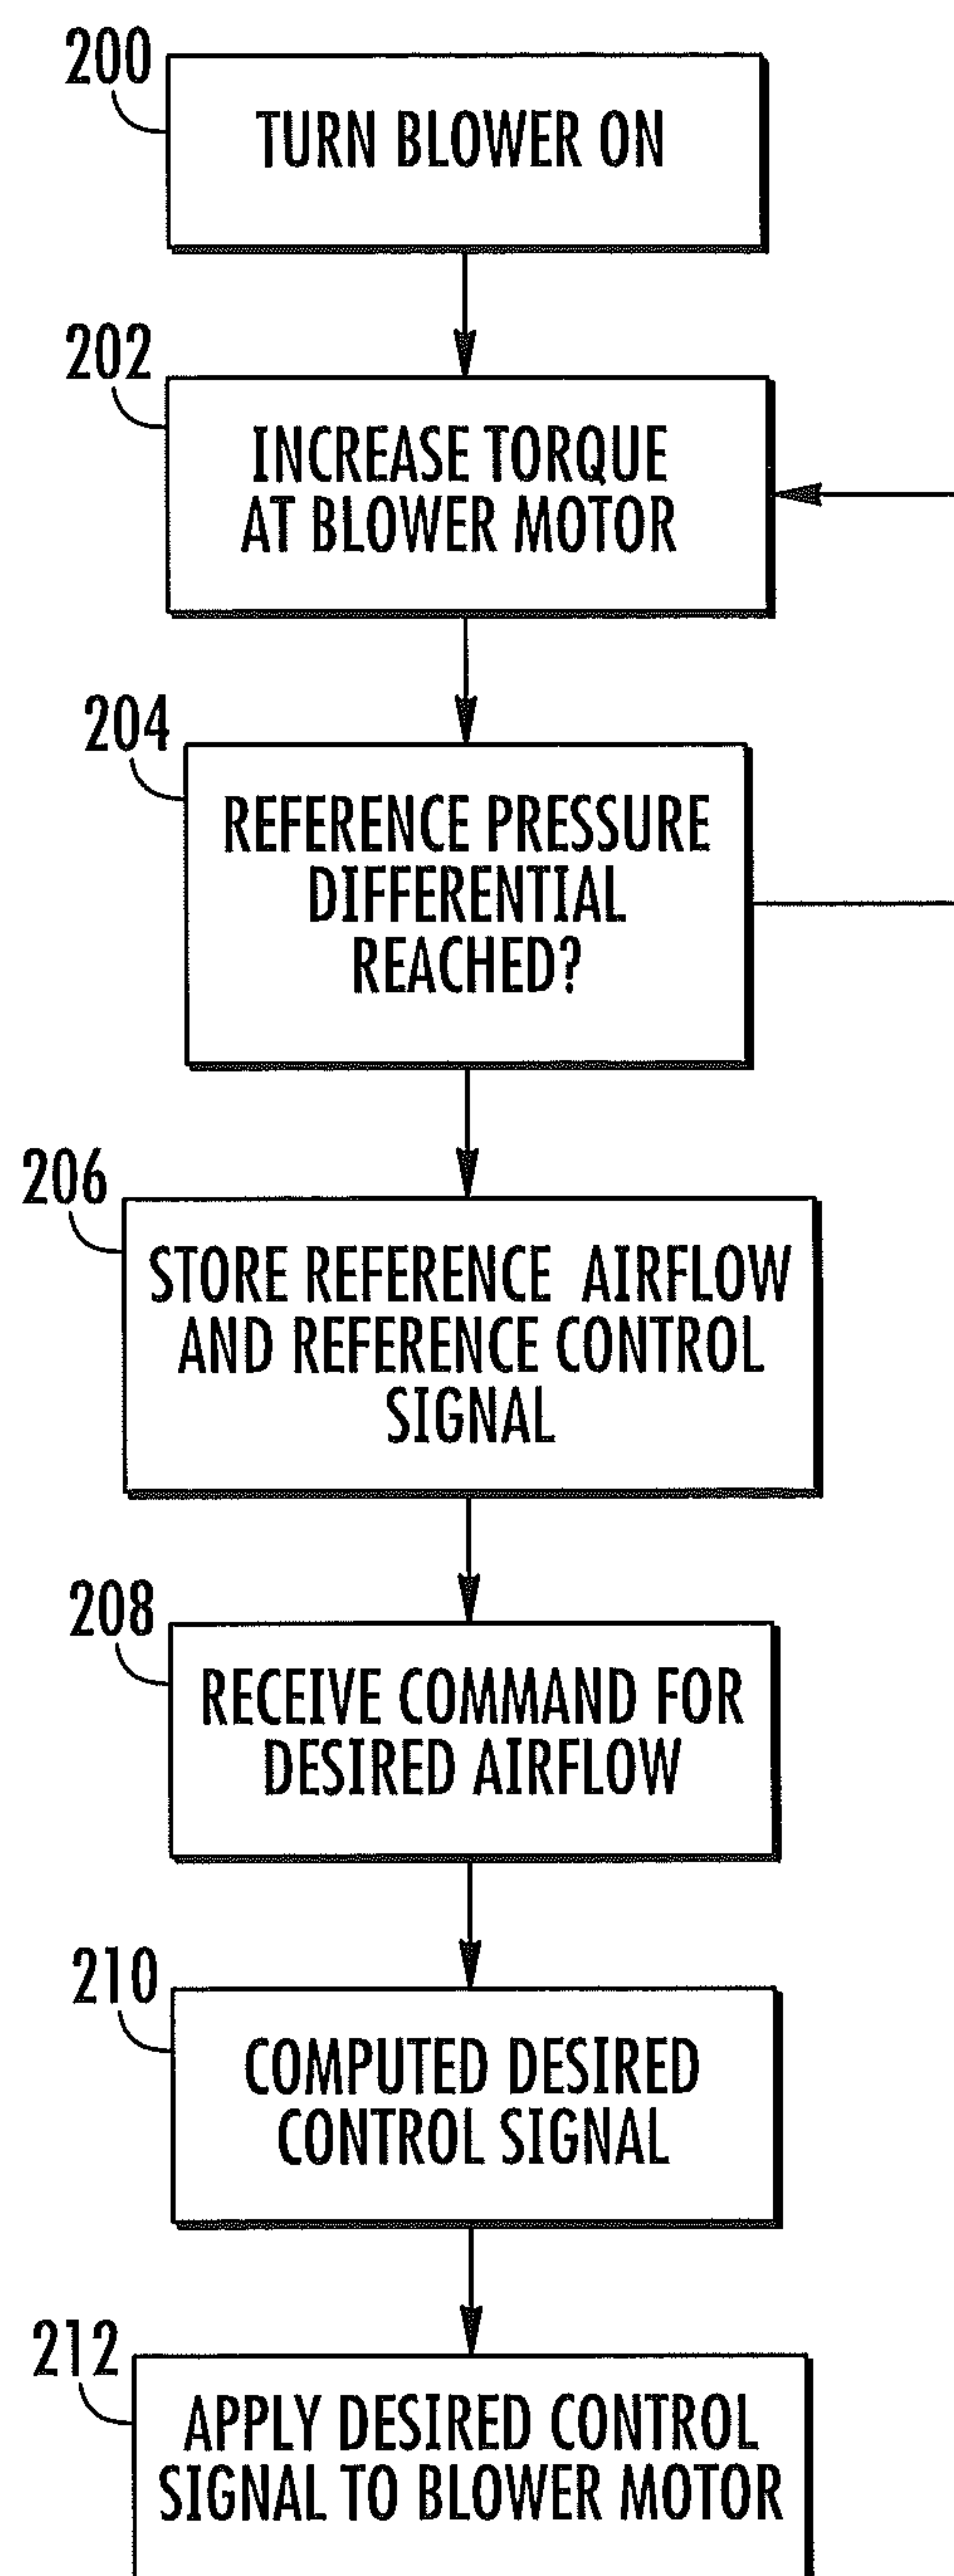 200
TURN BLOWER ON
202
INCREASE TORQUE
AT BLOWER MOTOR
204
REFERENCE PRESSURE
DIFFERENTIAL
REACHED?
206
STORE REFERENCE AIRFLOW
AND REFERENCE CONTROL
SIGNAL
208
RECEIVE COMMAND FOR
DESIRED AIRFLOW
210
COMPUTED DESIRED
CONTROL SIGNAL
212
APPLY DESIRED CONTROL
SIGNAL TO BLOWER MOTOR